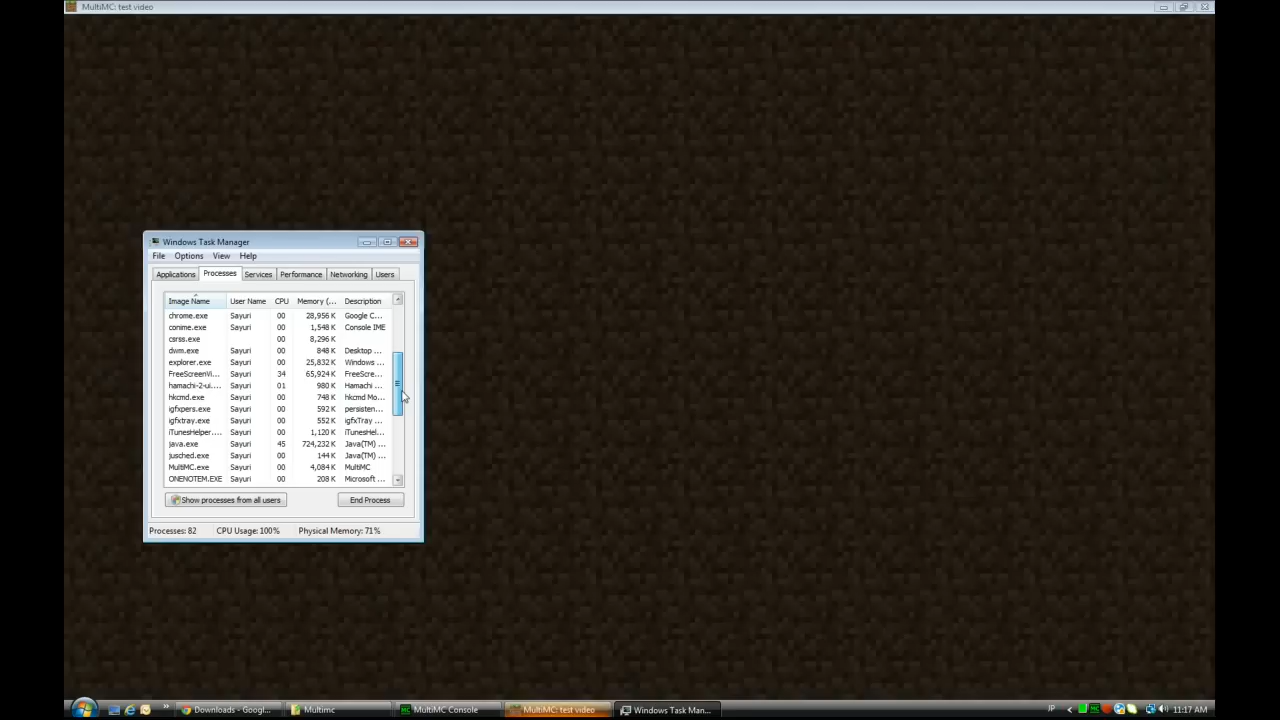 MultiMC: test video
Windows Task Manager
File Options View Help
Applications Processes Services Performance Networking Users
Image Name User Name CPU Memory (... Description
chrome.exe Sayuri 00 28,956 K Google C...
conime.exe Sayuri 00 1,548 K Console IME
csrss.exe 00 8,296 K
dwm.exe Sayuri 00 848 K Desktop ...
explorer.exe Sayuri 00 25,832 K Windows ...
FreeScreenVi... Sayuri 34 65,924 K FreeScre...
hamachi-2-ui.... Sayuri 01 980 K Hamachi ...
hkcmd.exe Sayuri 00 748 K hkcmd Mo...
igfxpers.exe Sayuri 00 592 K persisten...
igfxtray.exe Sayuri 00 552 K igfxTray ...
iTunesHelper.... Sayuri 00 1,120 K iTunesHel...
java.exe Sayuri 45 724,232 K Java(TM) ...
jusched.exe Sayuri 00 144 K Java(TM) ...
MultiMC.exe Sayuri 00 4,084 K MultiMC
ONENOTEM.EXE Sayuri 00 208 K Microsoft ...
Show processes from all users End Process
Processes: 82 CPU Usage: 100% Physical Memory: 71%
Downloads - Googl... Multimc MultiMC Console MultiMC: test video Windows Task Man... JP 11:17 AM